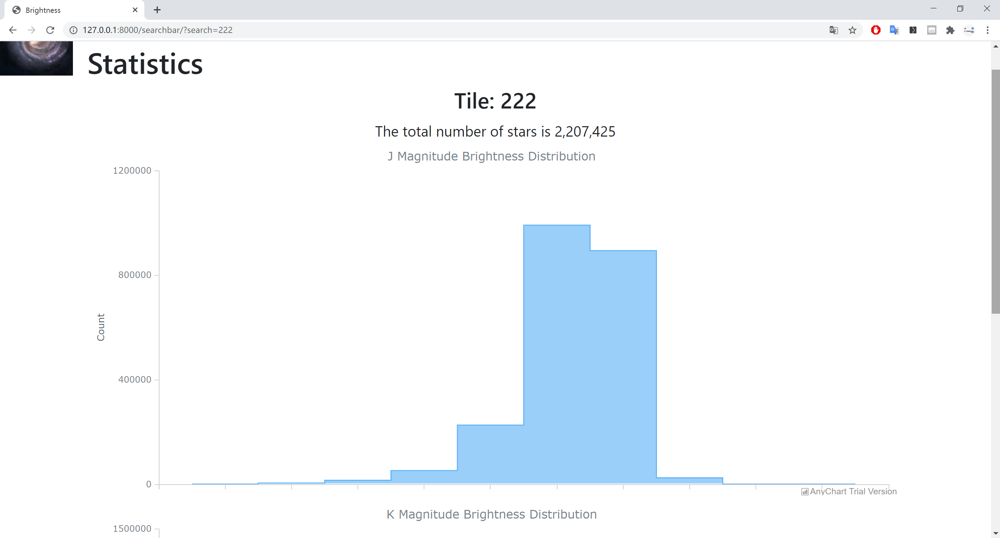 Brightness
127.0.0.1:8000/searchbar/?search=222
Statistics
Tile: 222
The total number of stars is 2,207,425
J Magnitude Brightness Distribution
1200000
800000
400000
0
Count
AnyChart Trial Version
K Magnitude Brightness Distribution
1500000